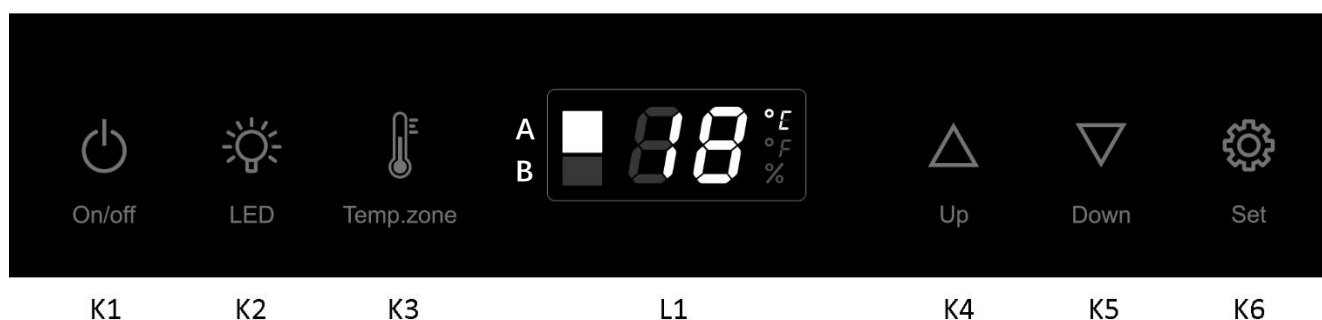 A
B
18 °E
°F
%
On/off LED Temp.zone Up Down Set
K1 K2 K3 L1 K4 K5 K6